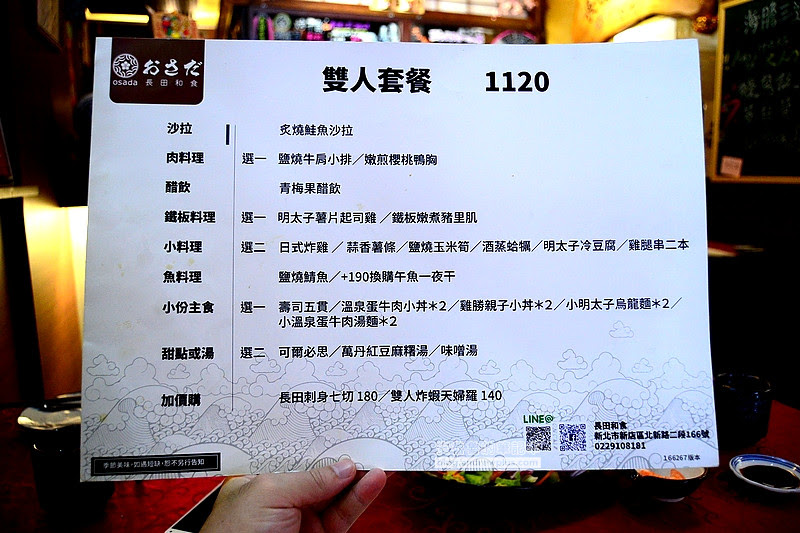 おさだ
osada 長田和食
雙人套餐 1120
沙拉 炙燒鮭魚沙拉
肉料理 選一 鹽燒牛肩小排／嫩煎櫻桃鴨胸
醋飲 青梅果醋飲
鐵板料理 選一 明太子薯片起司雞／鐵板嫩煮豬里肌
小料理 選二 日式炸雞／蒜香薯條／鹽燒玉米筍／酒蒸蛤蠣／明太子冷豆腐／雞腿串二本
魚料理 鹽燒鯖魚／+190換購午魚一夜干
小份主食 選一 壽司五貫／溫泉蛋牛肉小丼＊2／雞勝親子小丼＊2／小明太子烏龍麵＊2／
小溫泉蛋牛肉湯麵＊2
甜點或湯 選二 可爾必思／萬丹紅豆麻糬湯／味噌湯
加價購 長田刺身七切 180／雙人炸蝦天婦羅 140
LINE@
長田和食
新北市新店區北新路二段166號
0229108181
166267版本
季節美味，如遇短缺，恕不另行告知